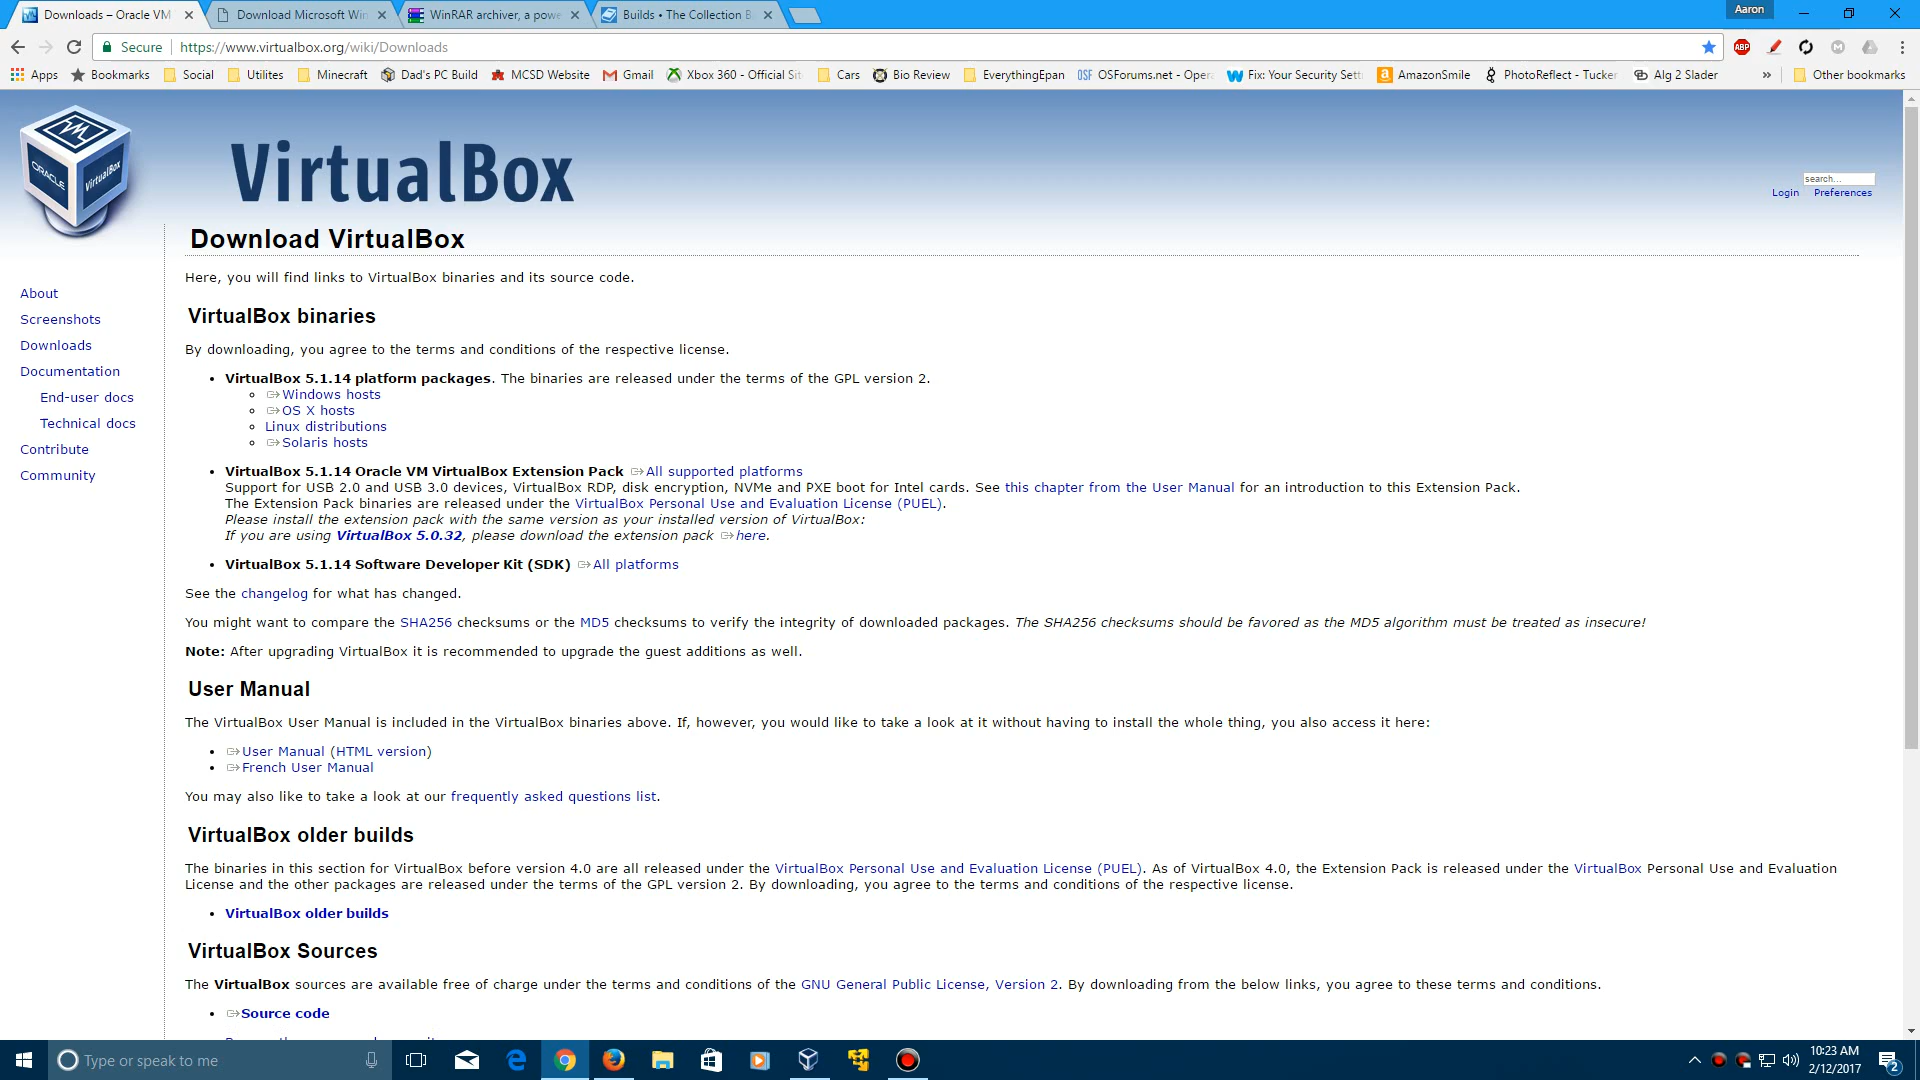 Downloads – Oracle VM
Download Microsoft Win
WinRAR archiver, a powe
Builds • The Collection B
Aaron
Secure
https://www.virtualbox.org/wiki/Downloads
ABP
Apps
Bookmarks
Social
Utilites
Minecraft
Dad's PC Build
MCSD Website
Gmail
Xbox 360 - Official Sit
Cars
Bio Review
EverythingEpan
OSF
OSForums.net - Opera
Fix: Your Security Setti
AmazonSmile
PhotoReflect - Tucker
Alg 2 Slader
»
Other bookmarks
ORACLE
VirtualBox
VirtualBox
search...
Login
Preferences
Download VirtualBox
Here, you will find links to VirtualBox binaries and its source code.
About
Screenshots
Downloads
Documentation
End-user docs
Technical docs
Contribute
Community
VirtualBox binaries
By downloading, you agree to the terms and conditions of the respective license.
VirtualBox 5.1.14 platform packages. The binaries are released under the terms of the GPL version 2.
Windows hosts
OS X hosts
Linux distributions
Solaris hosts
VirtualBox 5.1.14 Oracle VM VirtualBox Extension Pack All supported platforms
Support for USB 2.0 and USB 3.0 devices, VirtualBox RDP, disk encryption, NVMe and PXE boot for Intel cards. See this chapter from the User Manual for an introduction to this Extension Pack.
The Extension Pack binaries are released under the VirtualBox Personal Use and Evaluation License (PUEL).
Please install the extension pack with the same version as your installed version of VirtualBox:
If you are using VirtualBox 5.0.32, please download the extension pack here.
VirtualBox 5.1.14 Software Developer Kit (SDK) All platforms
See the changelog for what has changed.
You might want to compare the SHA256 checksums or the MD5 checksums to verify the integrity of downloaded packages. The SHA256 checksums should be favored as the MD5 algorithm must be treated as insecure!
Note: After upgrading VirtualBox it is recommended to upgrade the guest additions as well.
User Manual
The VirtualBox User Manual is included in the VirtualBox binaries above. If, however, you would like to take a look at it without having to install the whole thing, you also access it here:
User Manual (HTML version)
French User Manual
You may also like to take a look at our frequently asked questions list.
VirtualBox older builds
The binaries in this section for VirtualBox before version 4.0 are all released under the VirtualBox Personal Use and Evaluation License (PUEL). As of VirtualBox 4.0, the Extension Pack is released under the VirtualBox Personal Use and Evaluation
License and the other packages are released under the terms of the GPL version 2. By downloading, you agree to the terms and conditions of the respective license.
VirtualBox older builds
VirtualBox Sources
The VirtualBox sources are available free of charge under the terms and conditions of the GNU General Public License, Version 2. By downloading from the below links, you agree to these terms and conditions.
Source code
Type or speak to me
10:23 AM
2/12/2017
2